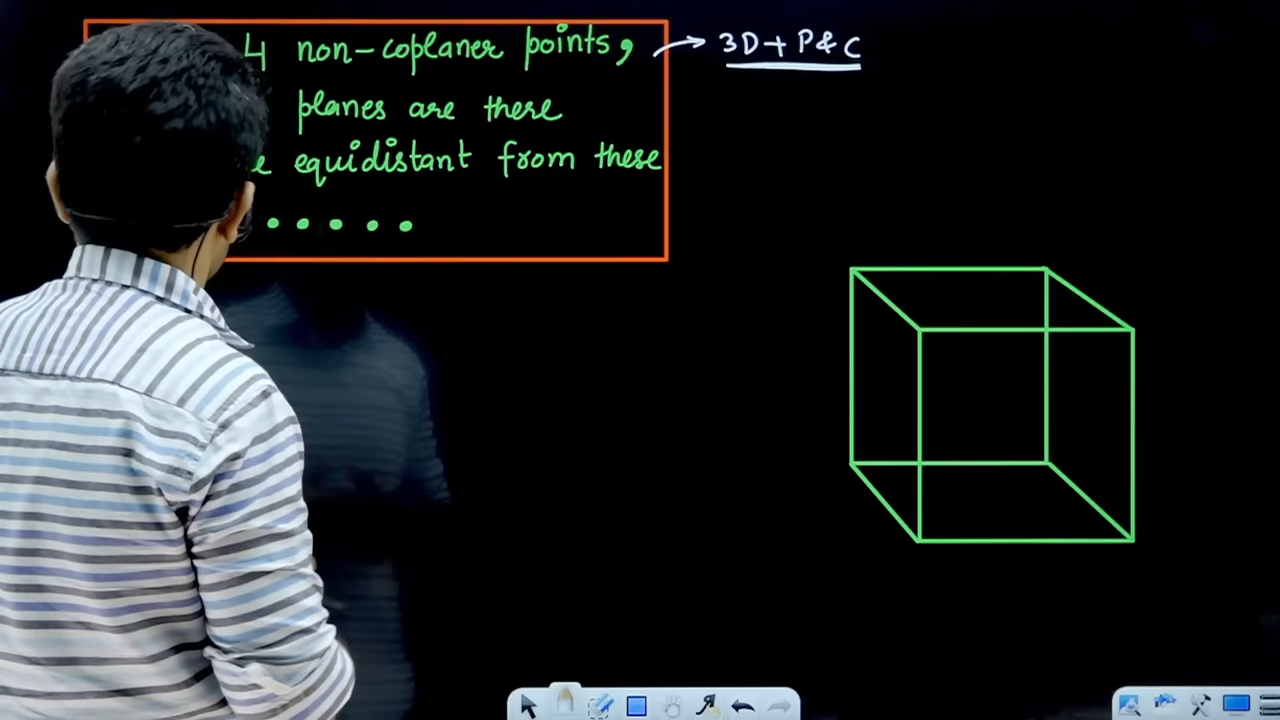 4 non-coplaner points, → 3D + P & C
planes are there
equidistant from these